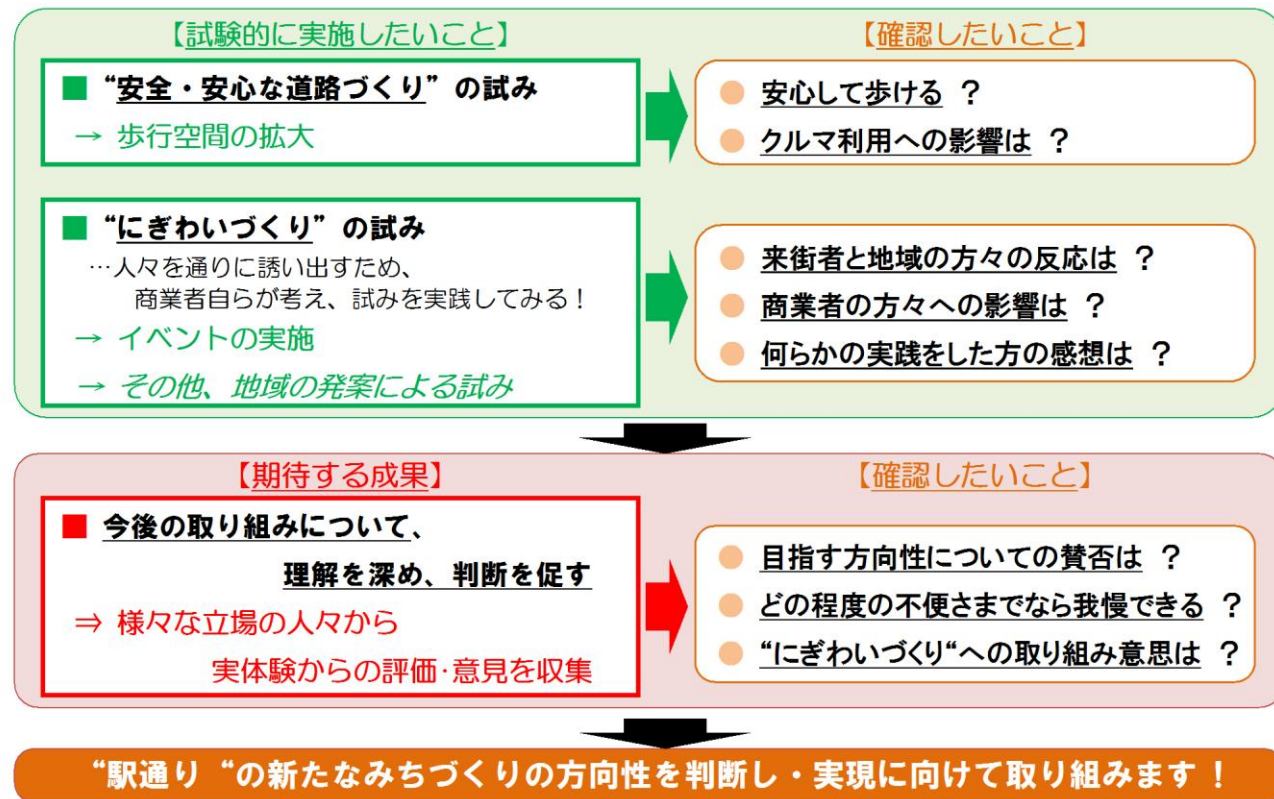 【試験的に実施したいこと】
■ “安全・安心な道路づくり”の試み
→ 歩行空間の拡大
【確認したいこと】
● 安心して歩ける ?
● クルマ利用への影響は ?
■ “にぎわいづくり”の試み
…人々を通りに誘い出すため、
商業者自らが考え、試みを実践してみる!
→ イベントの実施
→ その他、地域の発案による試み
● 来街者と地域の方々の反応は ?
● 商業者の方々への影響は ?
● 何らかの実践をした方の感想は ?
【期待する成果】
■ 今後の取り組みについて、
理解を深め、判断を促す
⇒ 様々な立場の人々から
実体験からの評価・意見を収集
【確認したいこと】
● 目指す方向性についての賛否は ?
● どの程度の不便さまでなら我慢できる ?
● “にぎわいづくり“への取り組み意思は ?
“駅通り“の新たなみちづくりの方向性を判断し・実現に向けて取り組みます!